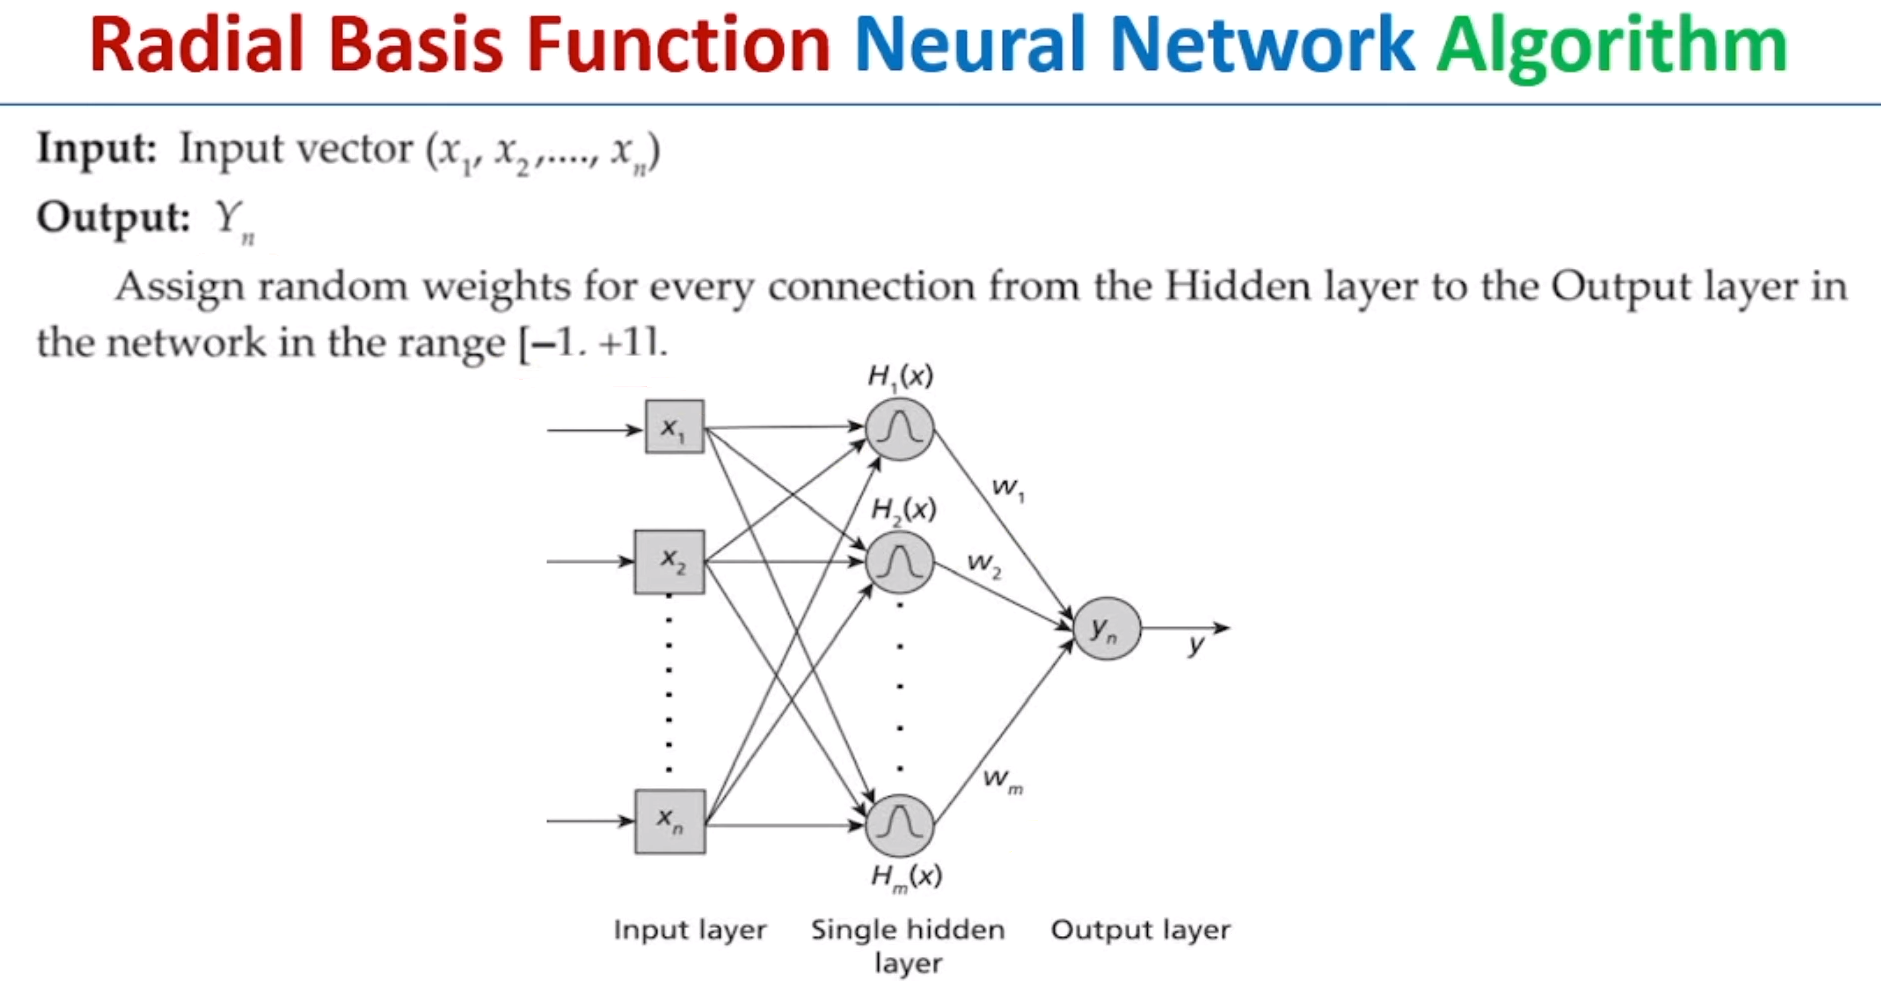 Radial Basis Function Neural Network Algorithm
Input: Input vector (x₁, x₂,...., xₙ)
Output: Yₙ
Assign random weights for every connection from the Hidden layer to the Output layer in
the network in the range [−1. +1].
H₁(x)
x₁
w₁
H₂(x)
x₂
w₂
yₙ
y
wₘ
xₙ
Hₘ(x)
Input layer
Single hidden
layer
Output layer